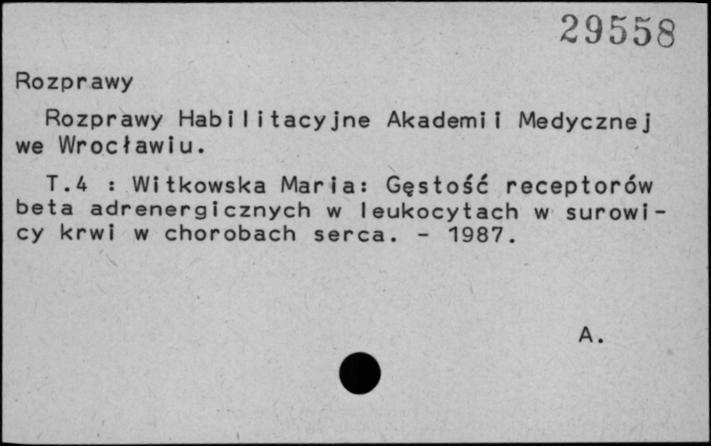 29558
Rozprawy
Rozprawy Habilitacyjne Akademii Medycznej
we Wrocławiu.
T.4 : Witkowska Maria: Gęstość receptorów
beta adrenergicznych w leukocytach w surowi-
cy krwi w chorobach serca. - 1987.
A.